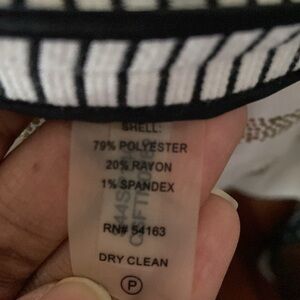 SHELL:
79% POLYESTER
20% RAYON
1% SPANDEX
RN# 54163
DRY CLEAN
P